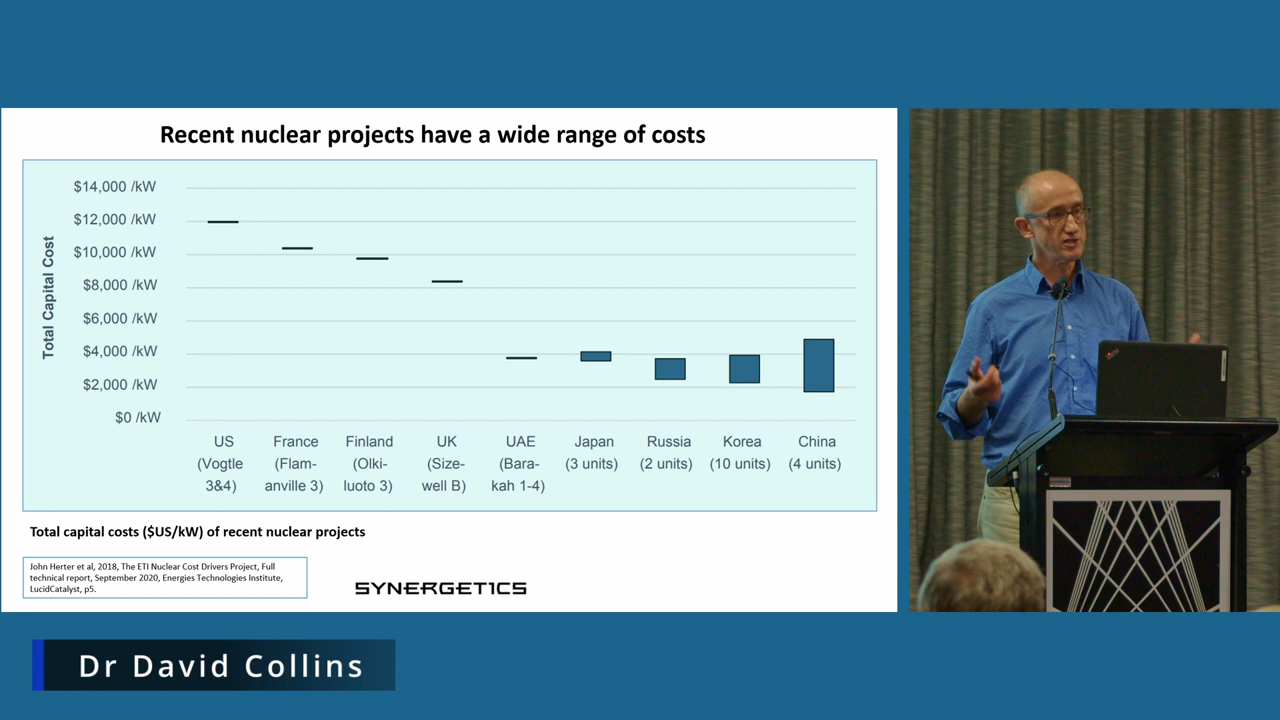 Recent nuclear projects have a wide range of costs
Total Capital Cost
$14,000 /kW
$12,000 /kW
$10,000 /kW
$8,000 /kW
$6,000 /kW
$4,000 /kW
$2,000 /kW
$0 /kW
US
(Vogtle
3&4)
France
(Flam-
anville 3)
Finland
(Olki-
luoto 3)
UK
(Size-
well B)
UAE
(Bara-
kah 1-4)
Japan
(3 units)
Russia
(2 units)
Korea
(10 units)
China
(4 units)
Total capital costs ($US/kW) of recent nuclear projects
John Herter et al, 2018, The ETI Nuclear Cost Drivers Project, Full
technical report, September 2020, Energies Technologies Institute,
LucidCatalyst, p5.
SYNERGETICS
Dr David Collins